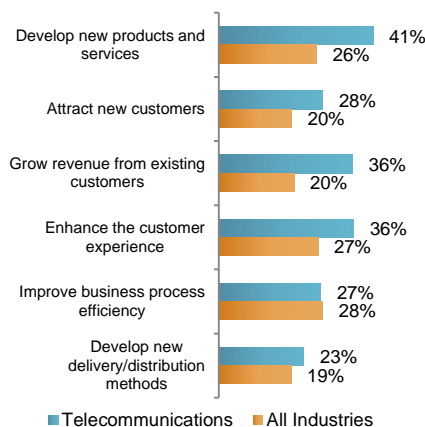 Develop new products and
services
41%
26%
Attract new customers
28%
20%
Grow revenue from existing
customers
36%
20%
Enhance the customer
experience
36%
27%
Improve business process
efficiency
27%
28%
Develop new
delivery/distribution
methods
23%
19%
Telecommunications All Industries